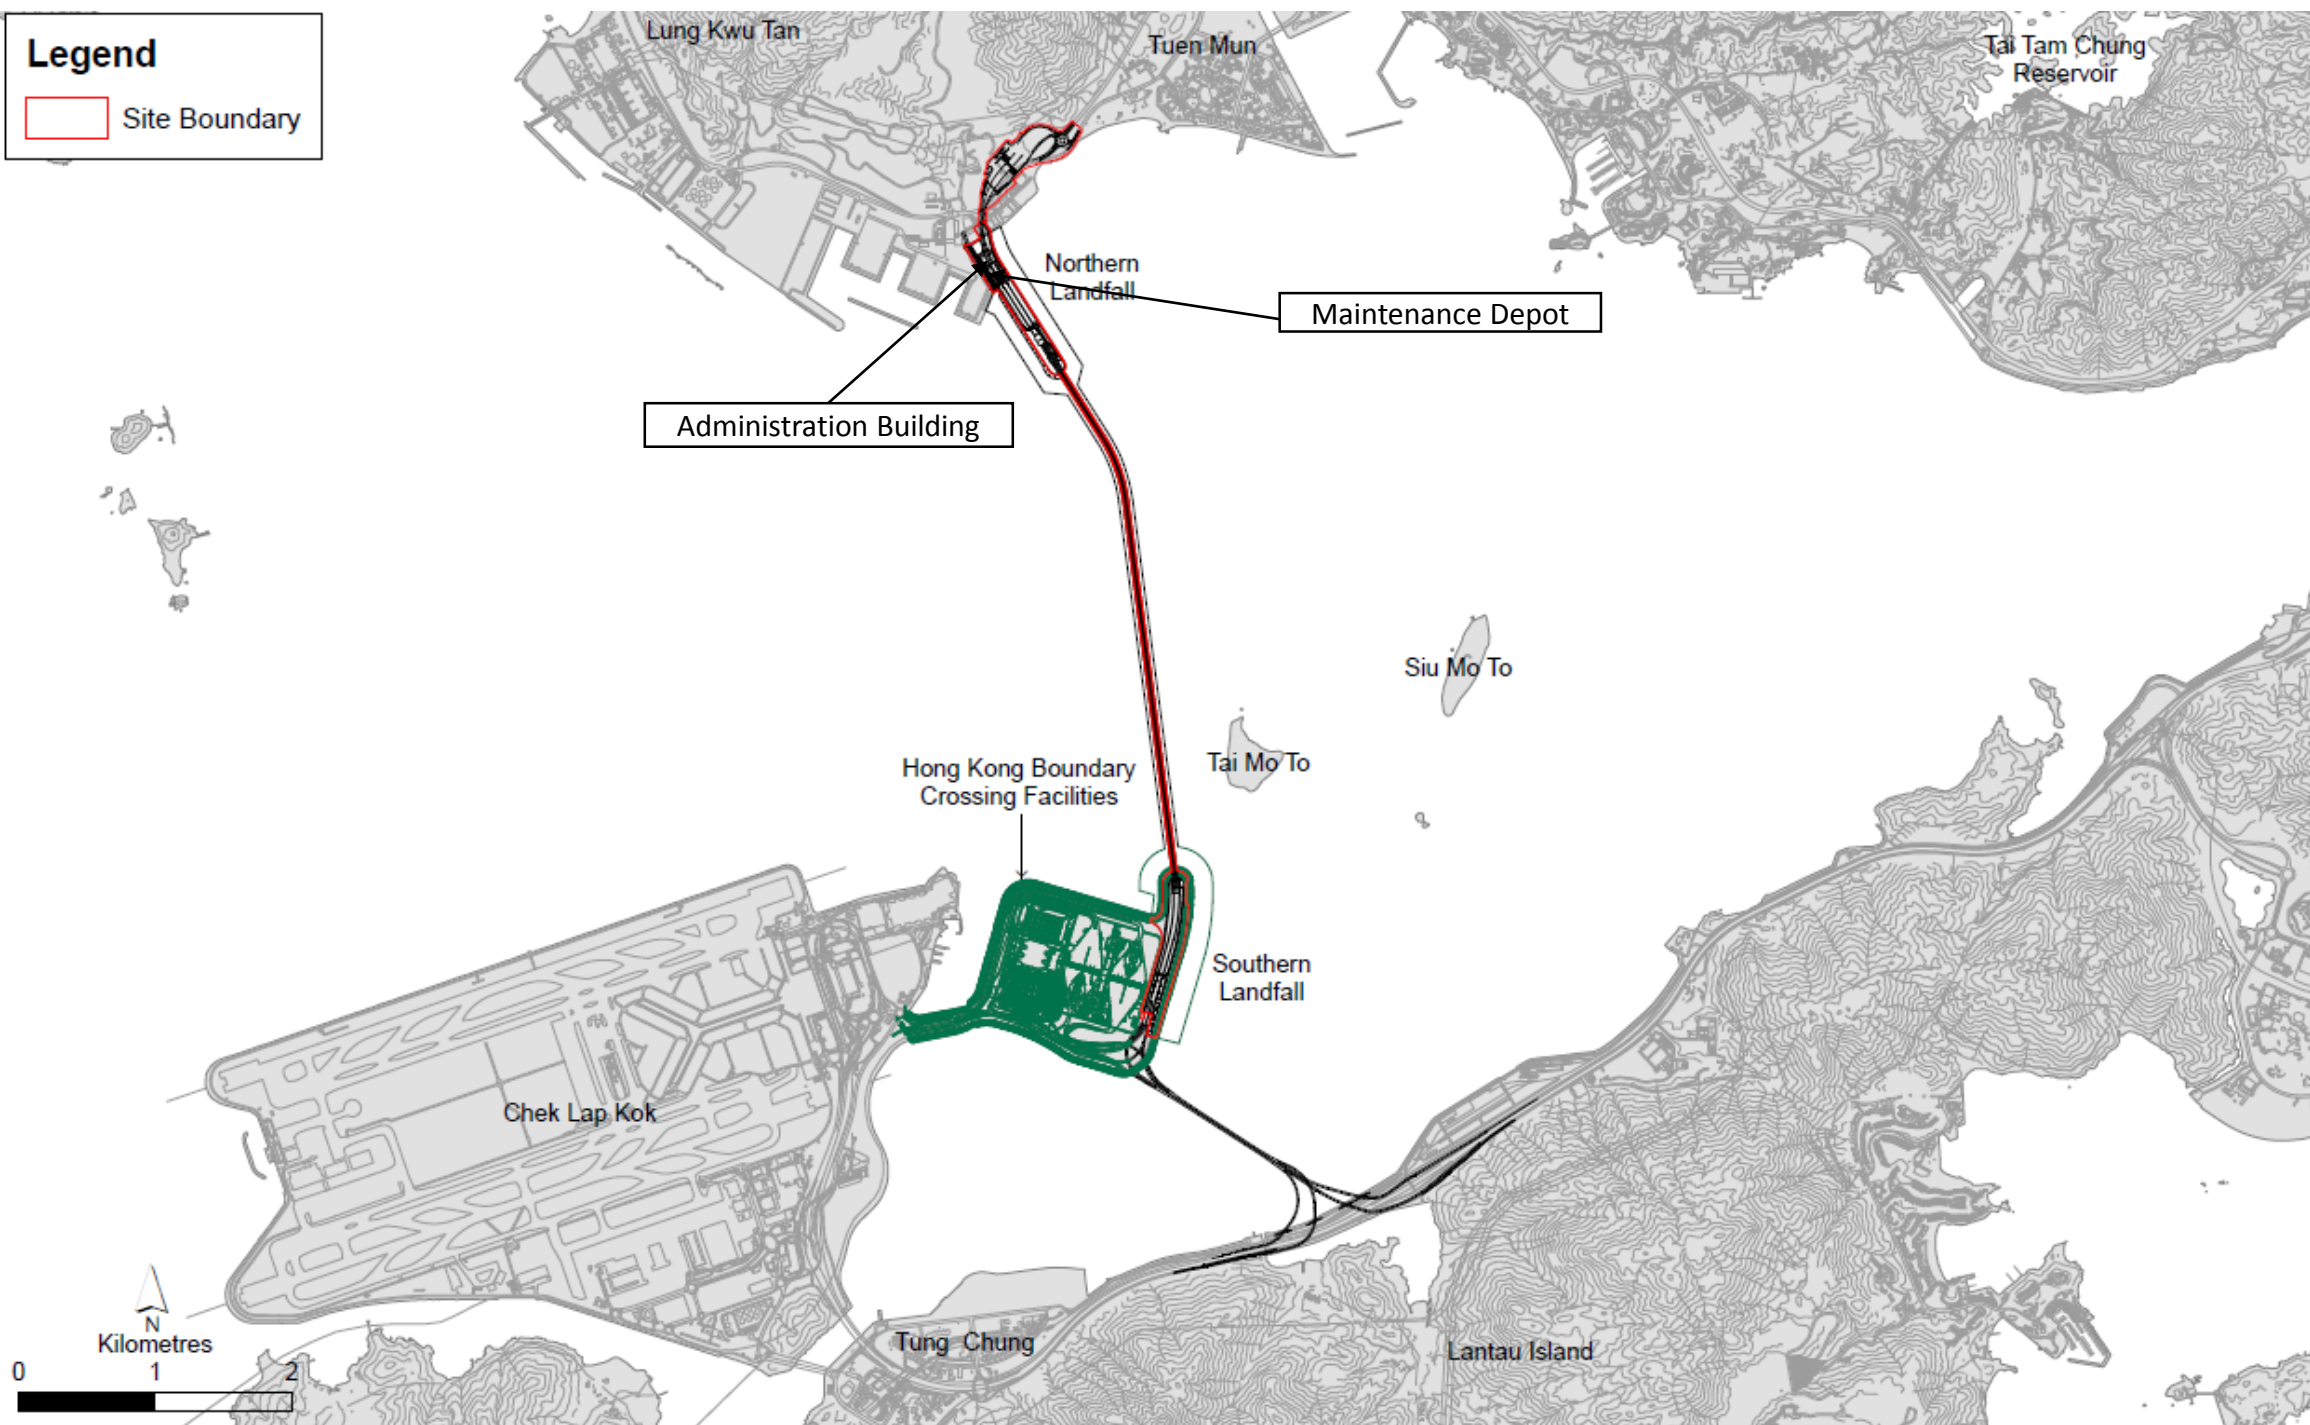 Legend
Site Boundary
Lung Kwu Tan
Tuen Mun
Tai Tam Chung
Reservoir
Northern
Landfall
Maintenance Depot
Administration Building
Siu Mo To
Tai Mo To
Hong Kong Boundary
Crossing Facilities
Southern
Landfall
Chek Lap Kok
Tung Chung
Lantau Island
N
Kilometres
0 1 2